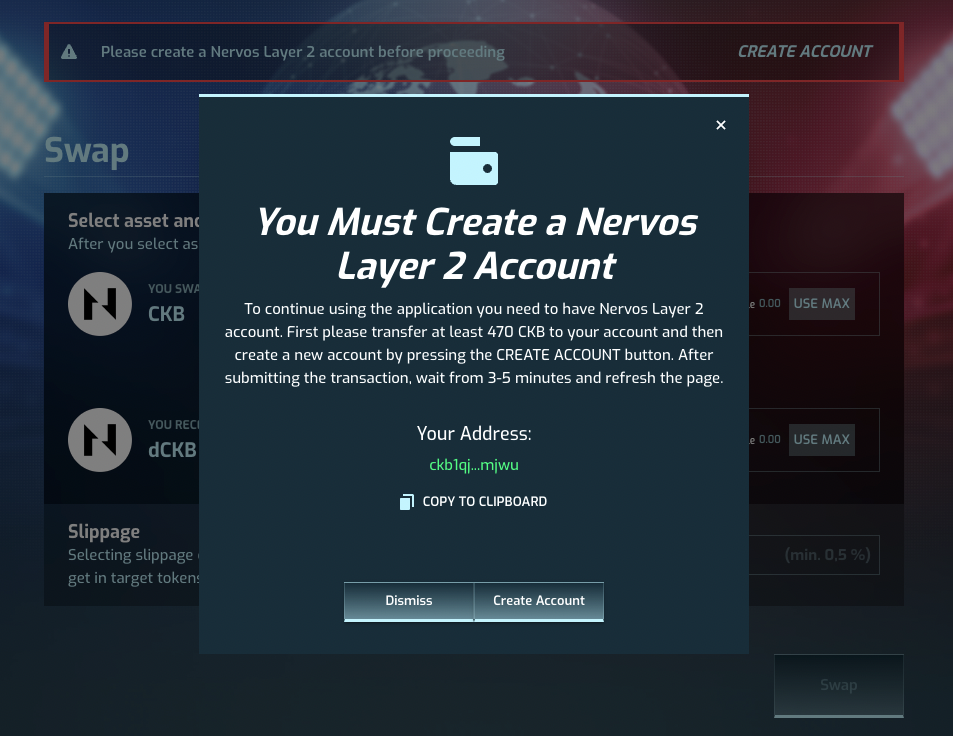 Please create a Nervos Layer 2 account before proceeding
CREATE ACCOUNT
Swap
Select asset and
After you select as
YOU SWA
CKB
0.00
USE MAX
YOU REC
dCKB
0.00
USE MAX
Slippage
Selecting slippage
get in target tokens
(min. 0,5 %)
Swap
×
You Must Create a Nervos
Layer 2 Account
To continue using the application you need to have Nervos Layer 2
account. First please transfer at least 470 CKB to your account and then
create a new account by pressing the CREATE ACCOUNT button. After
submitting the transaction, wait from 3-5 minutes and refresh the page.
Your Address:
ckb1qj...mjwu
COPY TO CLIPBOARD
Dismiss
Create Account